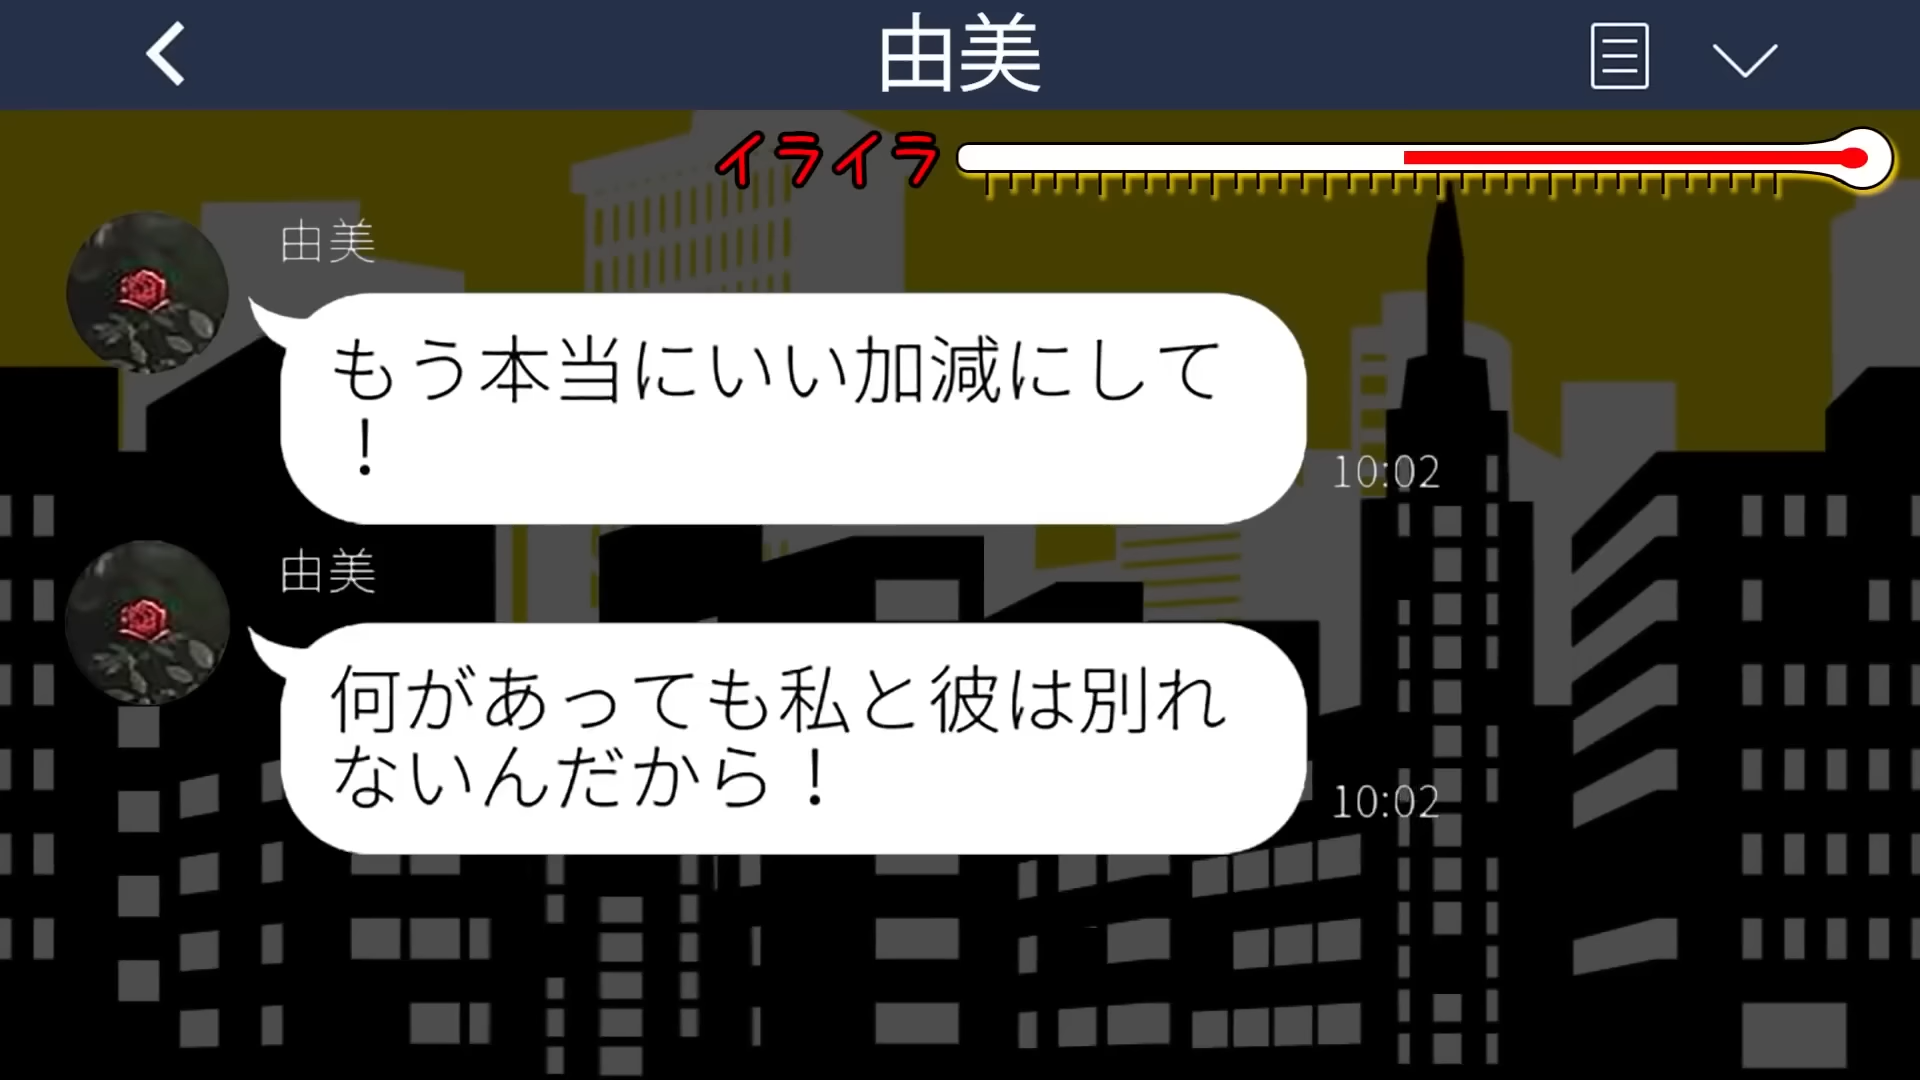 由美
イライラ
由美
もう本当にいい加減にして
！
10:02
由美
何があっても私と彼は別れ
ないんだから！
10:02